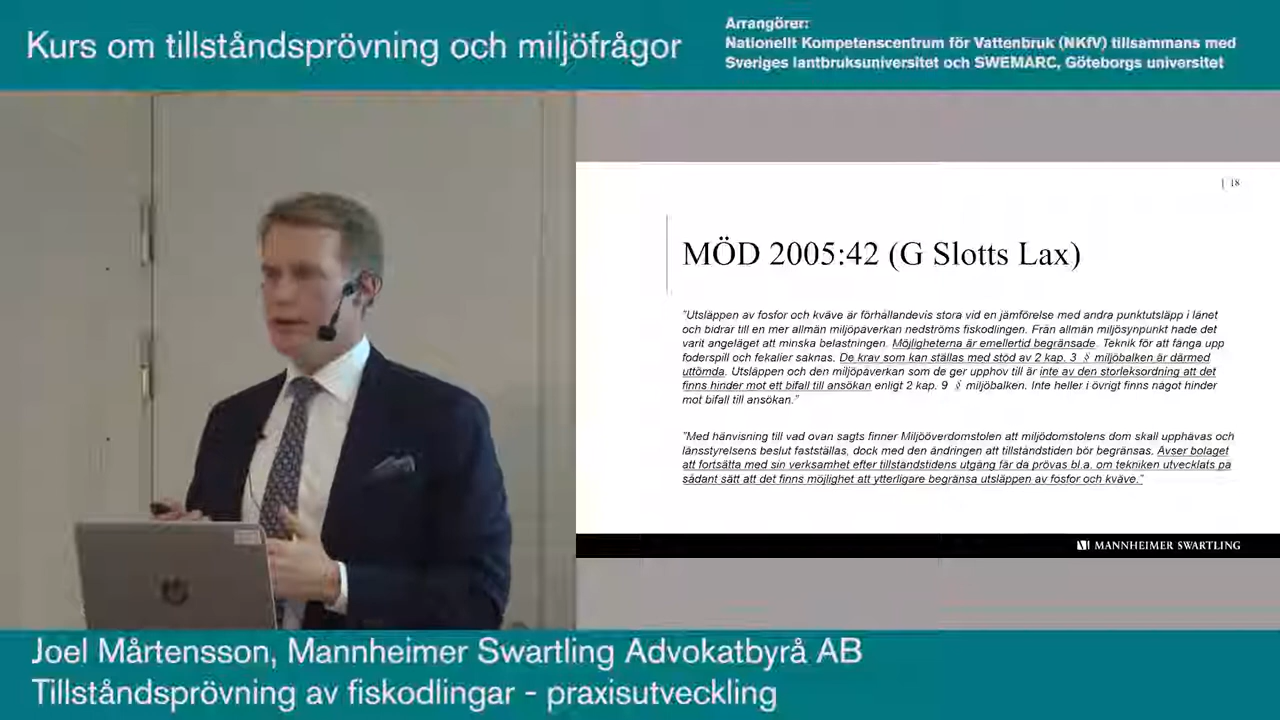 Kurs om tillståndsprövning och miljöfrågor
Arrangörer:
Nationellt Kompetenscentrum för Vattenbruk (NKfV) tillsammans med
Sveriges lantbruksuniversitet och SWEMARC, Göteborgs universitet
| 18
MÖD 2005:42 (G Slotts Lax)
"Utsläppen av fosfor och kväve är förhållandevis stora vid en jämförelse med andra punktutsläpp i länet
och bidrar till en mer allmän miljöpåverkan nedströms fiskodlingen. Från allmän miljösynpunkt hade det
varit angeläget att minska belastningen. Möjligheterna är emellertid begränsade. Teknik för att fånga upp
foderspill och fekalier saknas. De krav som kan ställas med stöd av 2 kap. 3 § miljöbalken är därmed
uttömda. Utsläppen och den miljöpåverkan som de ger upphov till är inte av den storleksordning att det
finns hinder mot ett bifall till ansökan enligt 2 kap. 9 § miljöbalken. Inte heller i övrigt finns något hinder
mot bifall till ansökan."
"Med hänvisning till vad ovan sagts finner Miljööverdomstolen att miljödomstolens dom skall upphävas och
länsstyrelsens beslut fastställas, dock med den ändringen att tillståndstiden bör begränsas. Avser bolaget
att fortsätta med sin verksamhet efter tillståndstidens utgång får då prövas bl.a. om tekniken utvecklats på
sådant sätt att det finns möjlighet att ytterligare begränsa utsläppen av fosfor och kväve."
MANNHEIMER SWARTLING
Joel Mårtensson, Mannheimer Swartling Advokatbyrå AB
Tillståndsprövning av fiskodlingar - praxisutveckling